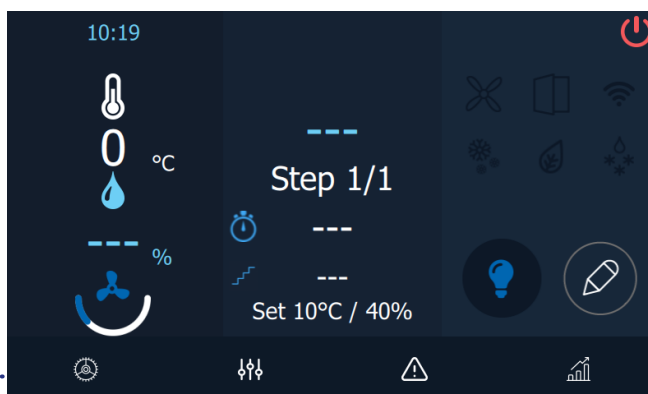 10:19
0 °C
--- %
---
Step 1/1
---
---
Set 10°C / 40%